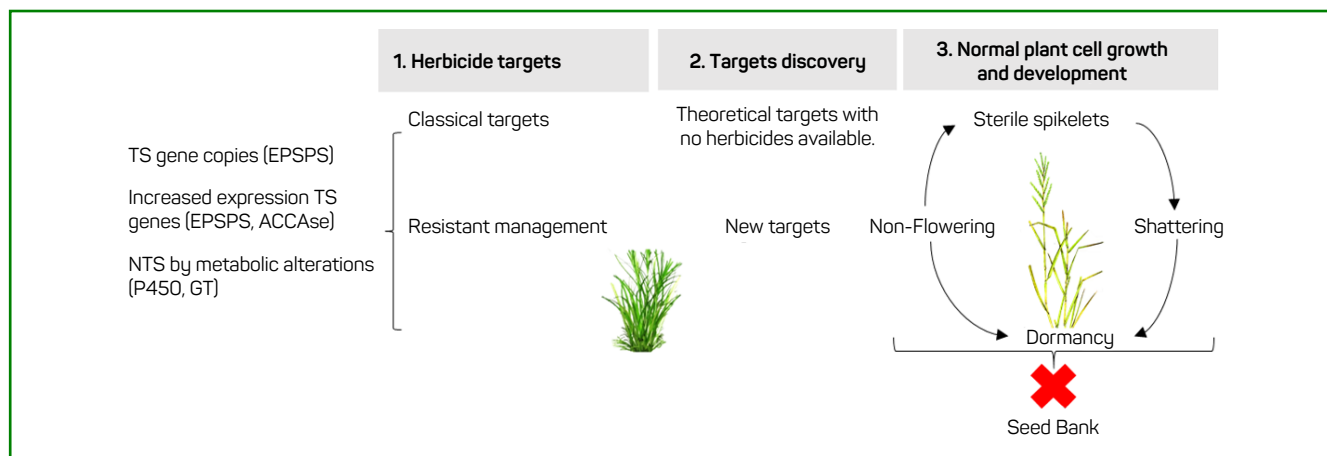 1. Herbicide targets
2. Targets discovery
3. Normal plant cell growth
and development
Classical targets
Theoretical targets with
no herbicides available.
Sterile spikelets
TS gene copies (EPSPS)
Increased expression TS
genes (EPSPS, ACCAse)
NTS by metabolic alterations
(P450, GT)
Resistant management
New targets
Non-Flowering
Shattering
Dormancy
Seed Bank